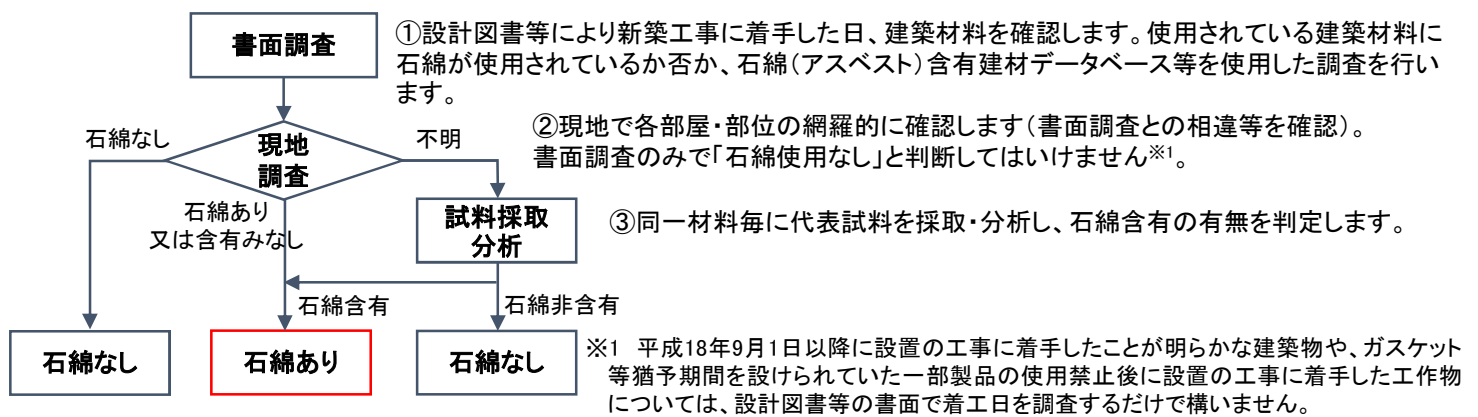 書面調査
①設計図書等により新築工事に着手した日、建築材料を確認します。使用されている建築材料に
石綿が使用されているか否か、石綿(アスベスト)含有建材データベース等を使用した調査を行い
ます。
石綿なし
現地
調査
不明
②現地で各部屋・部位の網羅的に確認します(書面調査との相違等を確認)。
書面調査のみで「石綿使用なし」と判断してはいけません※1。
石綿あり
又は含有みなし
試料採取
分析
③同一材料毎に代表試料を採取・分析し、石綿含有の有無を判定します。
石綿含有
石綿非含有
石綿なし
石綿あり
石綿なし
※1 平成18年9月1日以降に設置の工事に着手したことが明らかな建築物や、ガスケット
等猶予期間を設けられていた一部製品の使用禁止後に設置の工事に着手した工作物
については、設計図書等の書面で着工日を調査するだけで構いません。